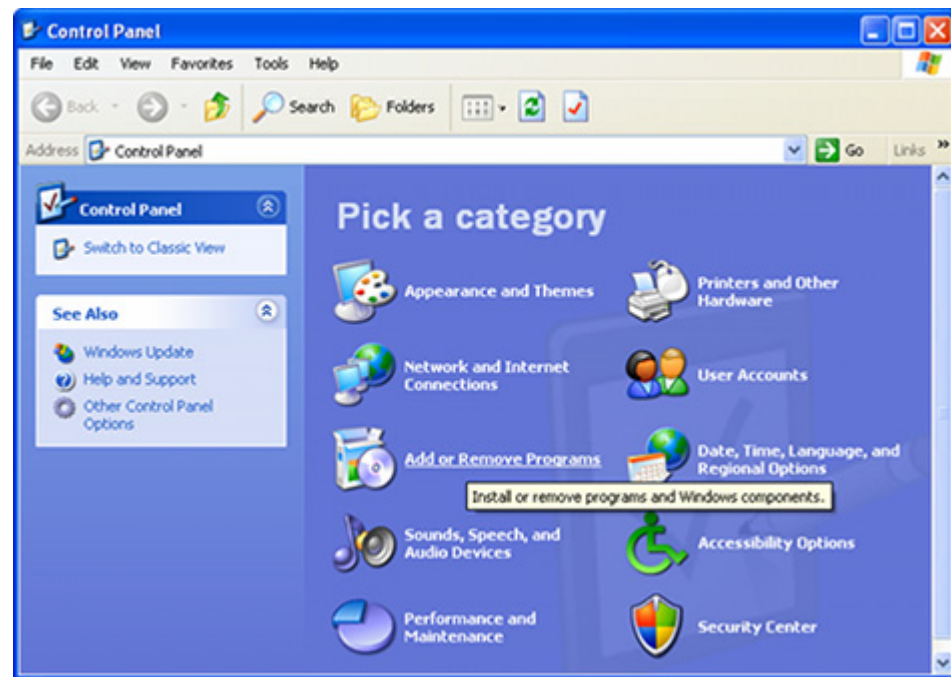 Control Panel
File Edit View Favorites Tools Help
Back Search Folders
Address Control Panel Go Links »
Control Panel
Switch to Classic View
See Also
Windows Update
Help and Support
Other Control Panel
Options
Pick a category
Appearance and Themes
Printers and Other
Hardware
Network and Internet
Connections
User Accounts
Add or Remove Programs
Date, Time, Language, and
Regional Options
Install or remove programs and Windows components.
Sounds, Speech, and
Audio Devices
Accessibility Options
Performance and
Maintenance
Security Center